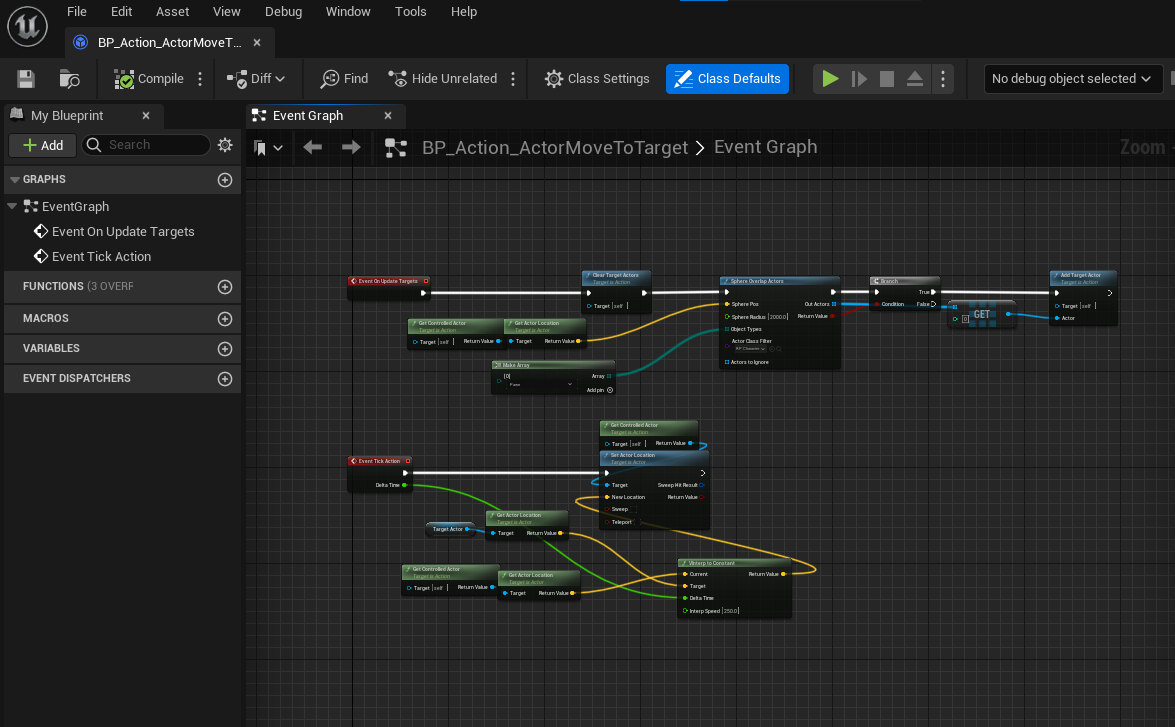 File Edit Asset View Debug Window Tools Help
BP_Action_ActorMoveT...
Compile Diff Find Hide Unrelated Class Settings Class Defaults No debug object selected
My Blueprint Event Graph
Add Search BP_Action_ActorMoveToTarget > Event Graph Zoom
GRAPHS
EventGraph
Event On Update Targets
Event Tick Action
FUNCTIONS (3 OVERF
MACROS
VARIABLES
EVENT DISPATCHERS
Event On Update Targets
Clear Target Actors
Target is Action
Target self
Get Controlled Actor
Target is Action
Target self Return Value
Get Actor Location
Target is Actor
Target Return Value
Make Array
[0] Array
Add pin
Sphere Overlap Actors
Sphere Pos Out Actors
Sphere Radius 2000.0 Return Value
Object Types
Actor Class Filter
Actors to Ignore
Branch
True
Condition False
0 GET
Add Target Actor
Target is Action
Target self
Actor
Event Tick Action
Delta Time
Get Controlled Actor
Target is Action
Target self Return Value
Set Actor Location
Target is Actor
Target Sweep Hit Result
New Location Return Value
Sweep
Teleport
Target Actor
Get Actor Location
Target is Actor
Target Return Value
Get Controlled Actor
Target is Action
Target self Return Value
Get Actor Location
Target is Actor
Target Return Value
VInterp to Constant
Current Return Value
Target
Delta Time
Interp Speed 250.0